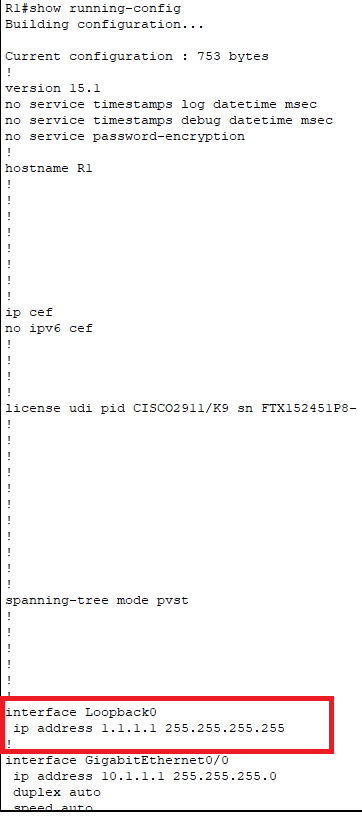 R1#show running-config
Building configuration...

Current configuration : 753 bytes
!
version 15.1
no service timestamps log datetime msec
no service timestamps debug datetime msec
no service password-encryption
!
hostname R1
!
!
!
!
!
!
!
!
ip cef
no ipv6 cef
!
!
!
!
license udi pid CISCO2911/K9 sn FTX152451P8-
!
!
!
!
!
!
!
!
!
!
!
spanning-tree mode pvst
!
!
!
!
!
!
interface Loopback0
 ip address 1.1.1.1 255.255.255.255
!
interface GigabitEthernet0/0
 ip address 10.1.1.1 255.255.255.0
 duplex auto
 speed auto